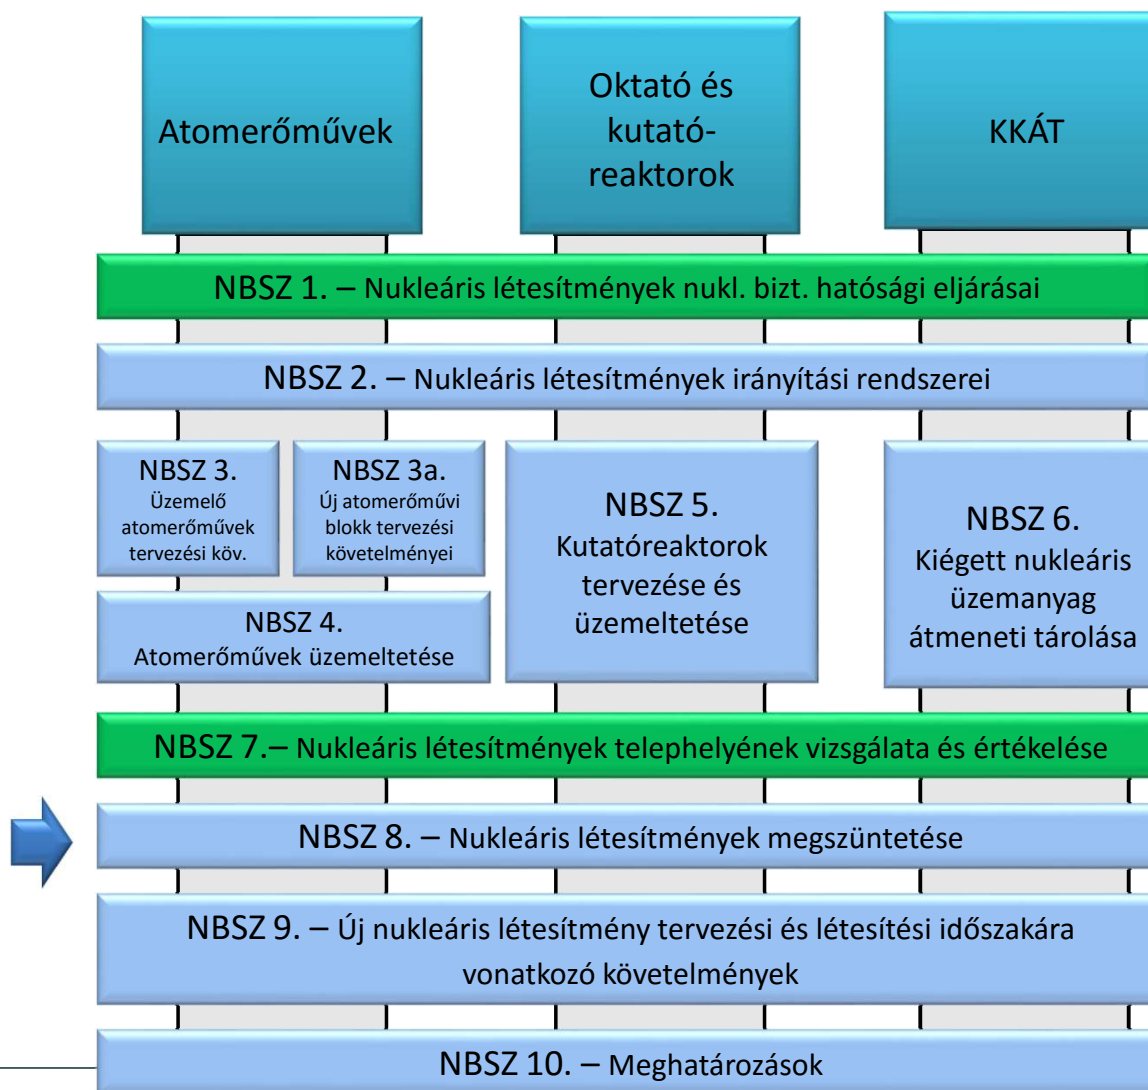 Atomerőművek
Oktató és
kutató-
reaktorok
KKÁT
NBSZ 1. – Nukleáris létesítmények nukl. bizt. hatósági eljárásai
NBSZ 2. – Nukleáris létesítmények irányítási rendszerei
NBSZ 3.
Üzemelő
atomerőművek
tervezési köv.
NBSZ 3a.
Új atomerőművi
blokk tervezési
követelményei
NBSZ 4.
Atomerőművek üzemeltetése
NBSZ 5.
Kutatóreaktorok
tervezése és
üzemeltetése
NBSZ 6.
Kiégett nukleáris
üzemanyag
átmeneti tárolása
NBSZ 7.– Nukleáris létesítmények telephelyének vizsgálata és értékelése
NBSZ 8. – Nukleáris létesítmények megszüntetése
NBSZ 9. – Új nukleáris létesítmény tervezési és létesítési időszakára
vonatkozó követelmények
NBSZ 10. – Meghatározások